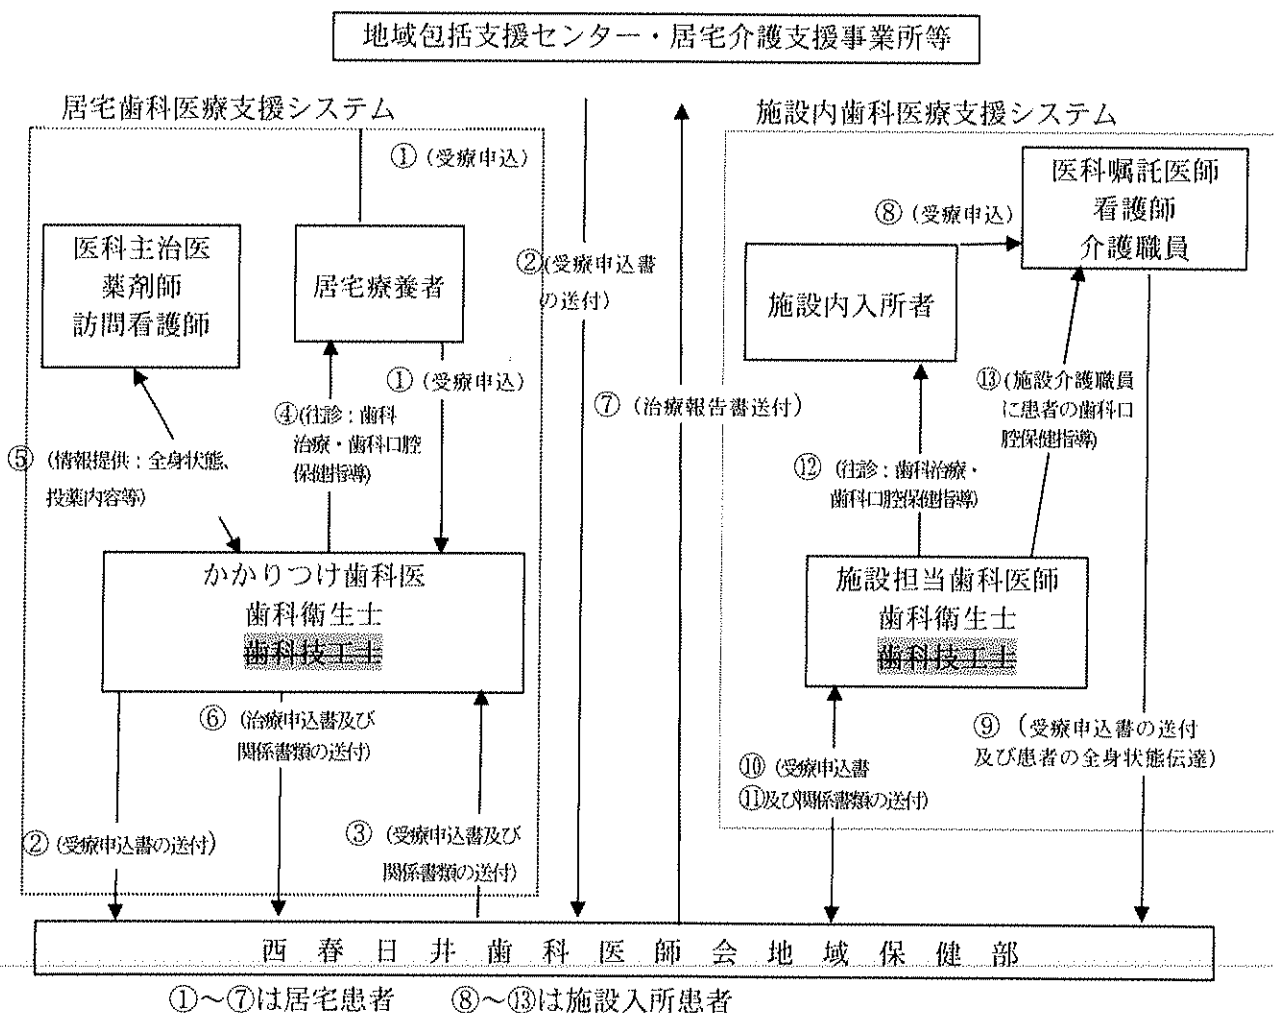 地域包括支援センター・居宅介護支援事業所等
居宅歯科医療支援システム
①（受療申込）
医科主治医
薬剤師
訪問看護師
居宅療養者
①（受療申込）
④(往診：歯科
治療・歯科口腔
保健指導)
⑤（情報提供：全身状態、
投薬内容等）
かかりつけ歯科医
歯科衛生士
歯科技工士
⑥（治療申込書及び
関係書類の送付）
②（受療申込書の送付）
③（受療申込書及び
関係書類の送付）
②(受療申込書
の送付）
⑦（治療報告書送付）
施設内歯科医療支援システム
医科嘱託医師
看護師
介護職員
⑧（受療申込）
施設内入所者
⑬(施設介護職員
に患者の歯科口
腔保健指導)
⑫（往診：歯科治療・
歯科口腔保健指導）
施設担当歯科医師
歯科衛生士
歯科技工士
⑨（受療申込書の送付
及び患者の全身状態伝達）
⑩（受療申込書
⑪及び関係書類の送付）
西春日井歯科医師会地域保健部
①～⑦は居宅患者　⑧～⑬は施設入所患者